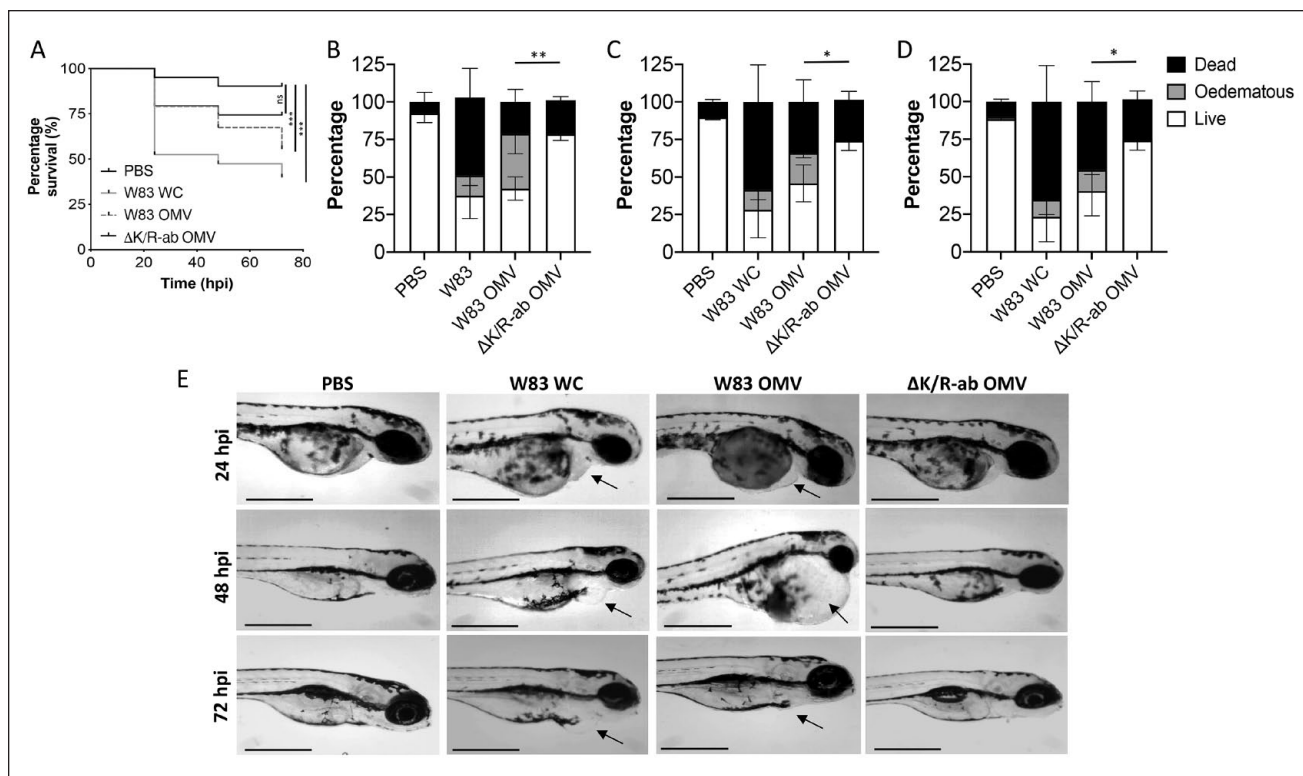 A
Percentage survival (%)
100
75
50
25
0
0 20 40 60 80
Time (hpi)
PBS
W83 WC
W83 OMV
ΔK/R-ab OMV
ns
***
***
B
Percentage
125
100
75
50
25
0
**
PBS
W83
W83 OMV
ΔK/R-ab OMV
C
Percentage
125
100
75
50
25
0
*
PBS
W83 WC
W83 OMV
ΔK/R-ab OMV
D
Percentage
125
100
75
50
25
0
*
PBS
W83 WC
W83 OMV
ΔK/R-ab OMV
Dead
Oedematous
Live
E
PBS W83 WC W83 OMV ΔK/R-ab OMV
24 hpi
48 hpi
72 hpi